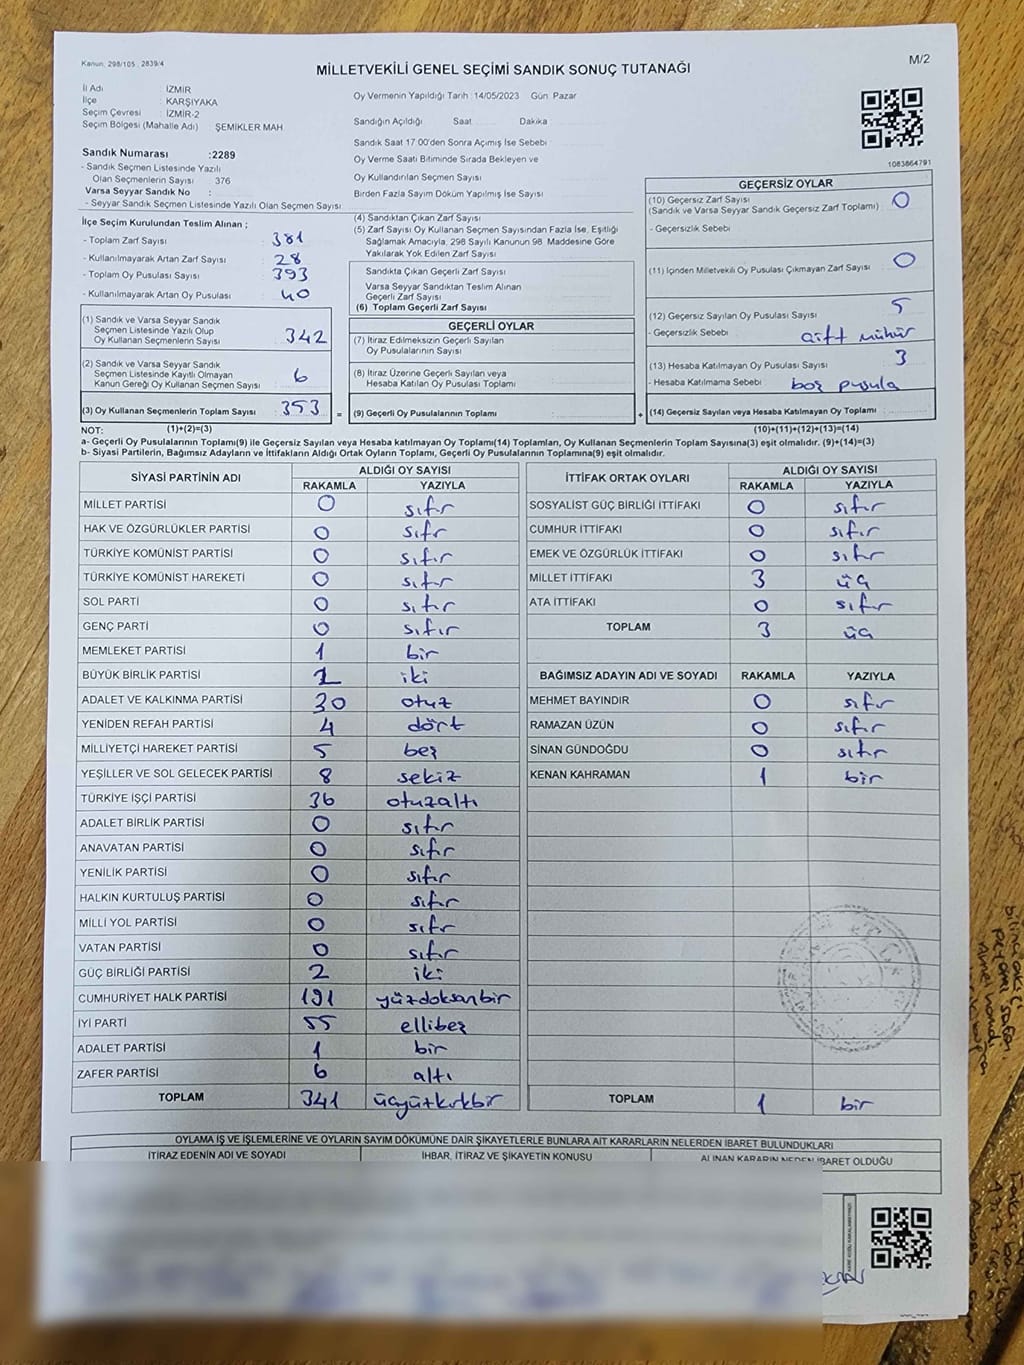 Kanun, 298/105, 2839/4
M/2
MİLLETVEKİLİ GENEL SEÇİMİ SANDIK SONUÇ TUTANAĞI
İl Adı : İZMİR
İlçe : KARŞIYAKA
Seçim Çevresi : İZMİR-2
Seçim Bölgesi (Mahalle Adı) ŞEMİKLER MAH
Sandık Numarası :2289
- Sandık Seçmen Listesinde Yazılı
Olan Seçmenlerin Sayısı : 376
Varsa Seyyar Sandık No :
- Seyyar Sandık Seçmen Listesinde Yazılı Olan Seçmen Sayısı :
İlçe Seçim Kurulundan Teslim Alınan ;
- Toplam Zarf Sayısı : 381
- Kullanılmayarak Artan Zarf Sayısı : 28
- Toplam Oy Pusulası Sayısı : 393
- Kullanılmayarak Artan Oy Pusulası : 40
(1) Sandık ve Varsa Seyyar Sandık
Seçmen Listesinde Yazılı Olup
Oy Kullanan Seçmenlerin Sayısı : 342
(2) Sandık ve Varsa Seyyar Sandık
Seçmen Listesinde Kayıtlı Olmayan
Kanun Gereği Oy Kullanan Seçmen Sayısı : 6
(3) Oy Kullanan Seçmenlerin Toplam Sayısı : 353 =
Oy Vermenin Yapıldığı Tarih :14/05/2023 Gün: Pazar
Sandığın Açıldığı Saat Dakika
Sandık Saat 17.00'den Sonra Açımış İse Sebebi
Oy Verme Saati Bitiminde Sırada Bekleyen ve
Oy Kullandırılan Seçmen Sayısı
Birden Fazla Sayım Döküm Yapılmış İse Sayısı
(4) Sandıktan Çıkan Zarf Sayısı
(5) Zarf Sayısı Oy Kullanan Seçmen Sayısından Fazla İse, Eşitliği
Sağlamak Amacıyla, 298 Sayılı Kanunun 98. Maddesine Göre
Yakılarak Yok Edilen Zarf Sayısı
Sandıkta Çıkan Geçerli Zarf Sayısı
Varsa Seyyar Sandıktan Teslim Alınan
Geçerli Zarf Sayısı
(6) Toplam Geçerli Zarf Sayısı
GEÇERLİ OYLAR
(7) İtiraz Edilmeksizin Geçerli Sayılan
Oy Pusulalarının Sayısı
(8) İtiraz Üzerine Geçerli Sayılan veya
Hesaba Katılan Oy Pusulaları Toplamı
(9) Geçerli Oy Pusulalarının Toplamı +
1083864791
GEÇERSİZ OYLAR
(10) Geçersiz Zarf Sayısı 0
(Sandık ve Varsa Seyyar Sandık Geçersiz Zarf Toplamı)
- Geçersizlik Sebebi
(11) İçinden Milletvekili Oy Pusulası Çıkmayan Zarf Sayısı 0
(12) Geçersiz Sayılan Oy Pusulası Sayısı 5
- Geçersizlik Sebebi çift mühür
(13) Hesaba Katılmayan Oy Pusulası Sayısı 3
- Hesaba Katılmama Sebebi boş pusula
(14) Geçersiz Sayılan veya Hesaba Katılmayan Oy Toplamı
NOT: (1)+(2)=(3) (10)+(11)+(12)+(13)=(14)
a- Geçerli Oy Pusulalarının Toplamı(9) ile Geçersiz Sayılan veya Hesaba katılmayan Oy Toplamı(14) Toplamları, Oy Kullanan Seçmenlerin Toplam Sayısına(3) eşit olmalıdır. (9)+(14)=(3)
b- Siyasi Partilerin, Bağımsız Adayların ve İttifakların Aldığı Ortak Oyların Toplamı, Geçerli Oy Pusulalarının Toplamına(9) eşit olmalıdır.
SİYASİ PARTİNİN ADI ALDIĞI OY SAYISI
RAKAMLA YAZIYLA
MİLLET PARTİSİ 0 sıfır
HAK VE ÖZGÜRLÜKLER PARTİSİ 0 sıfır
TÜRKİYE KOMÜNİST PARTİSİ 0 sıfır
TÜRKİYE KOMÜNİST HAREKETİ 0 sıfır
SOL PARTİ 0 sıfır
GENÇ PARTİ 0 sıfır
MEMLEKET PARTİSİ 1 bir
BÜYÜK BİRLİK PARTİSİ 2 iki
ADALET VE KALKINMA PARTİSİ 30 otuz
YENİDEN REFAH PARTİSİ 4 dört
MİLLİYETÇİ HAREKET PARTİSİ 5 beş
YEŞİLLER VE SOL GELECEK PARTİSİ 8 sekiz
TÜRKİYE İŞÇİ PARTİSİ 36 otuzaltı
ADALET BİRLİK PARTİSİ 0 sıfır
ANAVATAN PARTİSİ 0 sıfır
YENİLİK PARTİSİ 0 sıfır
HALKIN KURTULUŞ PARTİSİ 0 sıfır
MİLLİ YOL PARTİSİ 0 sıfır
VATAN PARTİSİ 0 sıfır
GÜÇ BİRLİĞİ PARTİSİ 2 iki
CUMHURİYET HALK PARTİSİ 191 yüzdoksanbir
İYİ PARTİ 55 ellibeş
ADALET PARTİSİ 1 bir
ZAFER PARTİSİ 6 altı
TOPLAM 341 üçyüzkırkbir
İTTİFAK ORTAK OYLARI ALDIĞI OY SAYISI
RAKAMLA YAZIYLA
SOSYALİST GÜÇ BİRLİĞİ İTTİFAKI 0 sıfır
CUMHUR İTTİFAKI 0 sıfır
EMEK VE ÖZGÜRLÜK İTTİFAKI 0 sıfır
MİLLET İTTİFAKI 3 üç
ATA İTTİFAKI 0 sıfır
TOPLAM 3 üç
BAĞIMSIZ ADAYIN ADI VE SOYADI RAKAMLA YAZIYLA
MEHMET BAYINDIR 0 sıfır
RAMAZAN ÜZÜN 0 sıfır
SİNAN GÜNDOĞDU 0 sıfır
KENAN KAHRAMAN 1 bir
TOPLAM 1 bir
OYLAMA İŞ VE İŞLEMLERİNE VE OYLARIN SAYIM DÖKÜMÜNE DAİR ŞİKAYETLERLE BUNLARA AİT KARARLARIN NELERDEN İBARET BULUNDUKLARI
İTİRAZ EDENİN ADI VE SOYADI İHBAR, İTİRAZ VE ŞİKAYETİN KONUSU ALINAN KARARIN NEDEN İBARET OLDUĞU